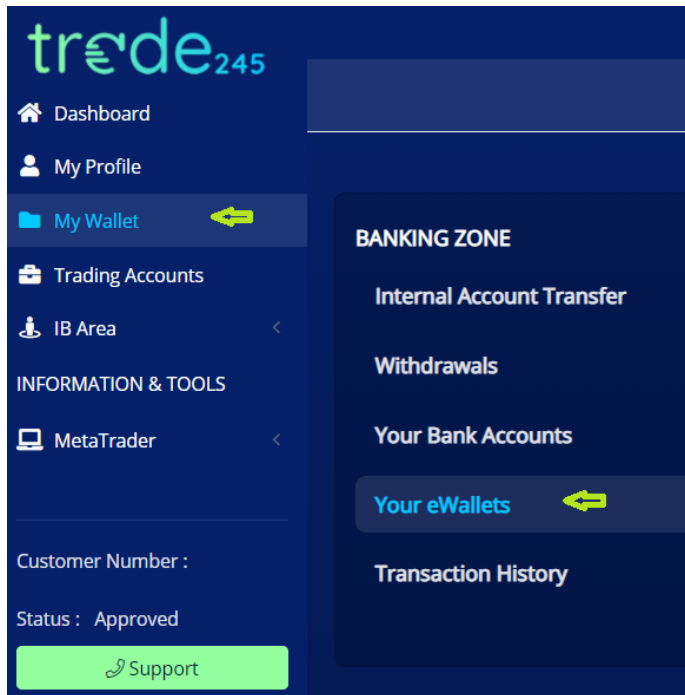 trade245
Dashboard
My Profile
My Wallet
Trading Accounts
IB Area
INFORMATION & TOOLS
MetaTrader
Customer Number :
Status : Approved
Support
BANKING ZONE
Internal Account Transfer
Withdrawals
Your Bank Accounts
Your eWallets
Transaction History